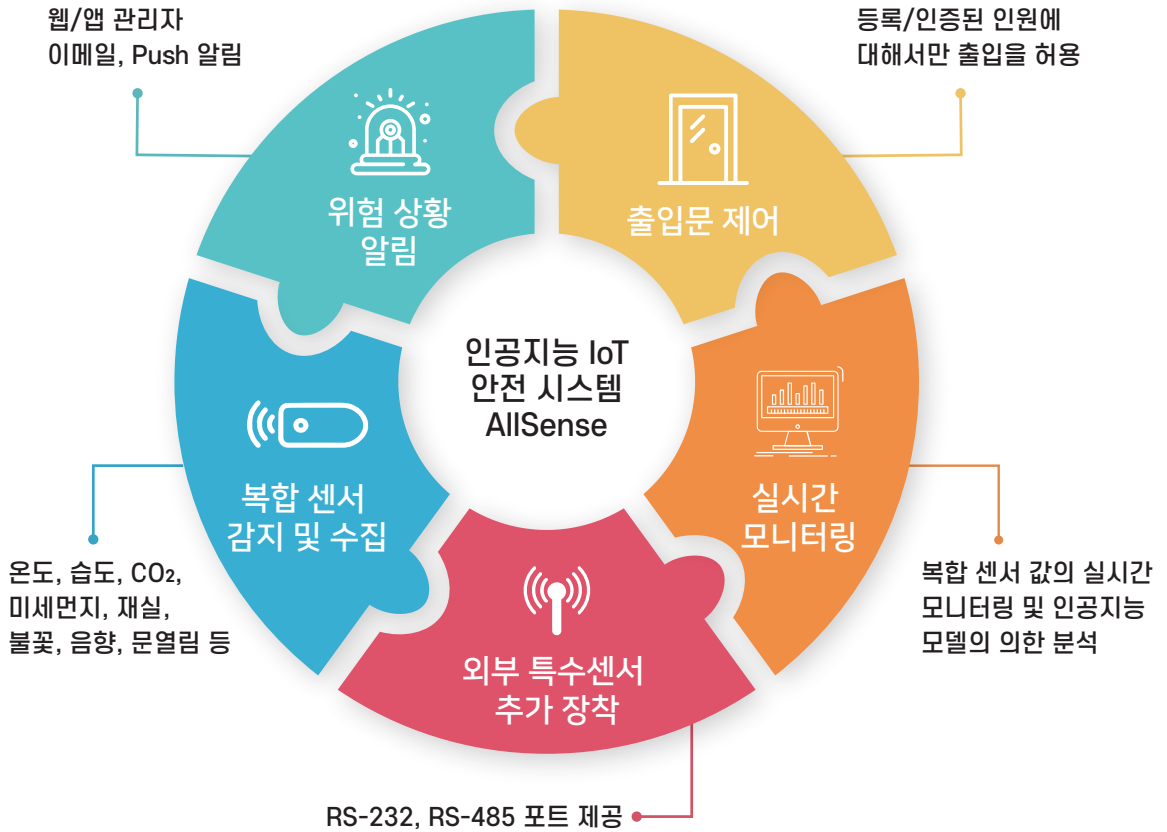 웹/앱 관리자
이메일, Push 알림
등록/인증된 인원에
대해서만 출입을 허용
위험 상황
알림
출입문 제어
인공지능 IoT
안전 시스템
AllSense
복합 센서
감지 및 수집
실시간
모니터링
온도, 습도, CO₂,
미세먼지, 재실,
불꽃, 음향, 문열림 등
복합 센서 값의 실시간
모니터링 및 인공지능
모델의 의한 분석
외부 특수센서
추가 장착
RS-232, RS-485 포트 제공